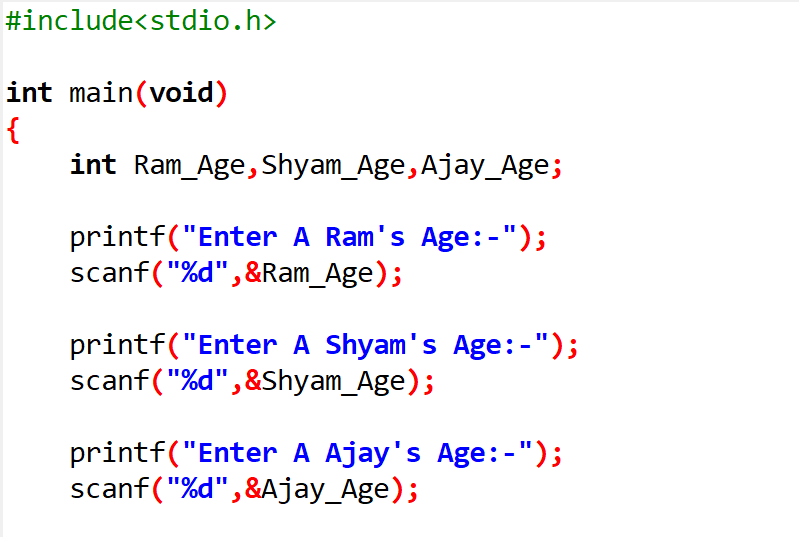 #include<stdio.h>
int main(void)
{
int Ram_Age,Shyam_Age,Ajay_Age;
printf("Enter A Ram's Age:-");
scanf("%d",&Ram_Age);
printf("Enter A Shyam's Age:-");
scanf("%d",&Shyam_Age);
printf("Enter A Ajay's Age:-");
scanf("%d",&Ajay_Age);